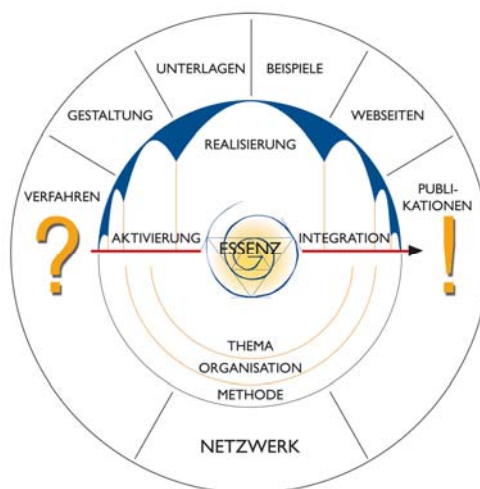 UNTERLAGEN
BEISPIELE
GESTALTUNG
WEBSEITEN
REALISIERUNG
VERFAHREN
PUBLI-
KATIONEN
?
AKTIVIERUNG
ESSENZ
INTEGRATION
!
THEMA
ORGANISATION
METHODE
NETZWERK